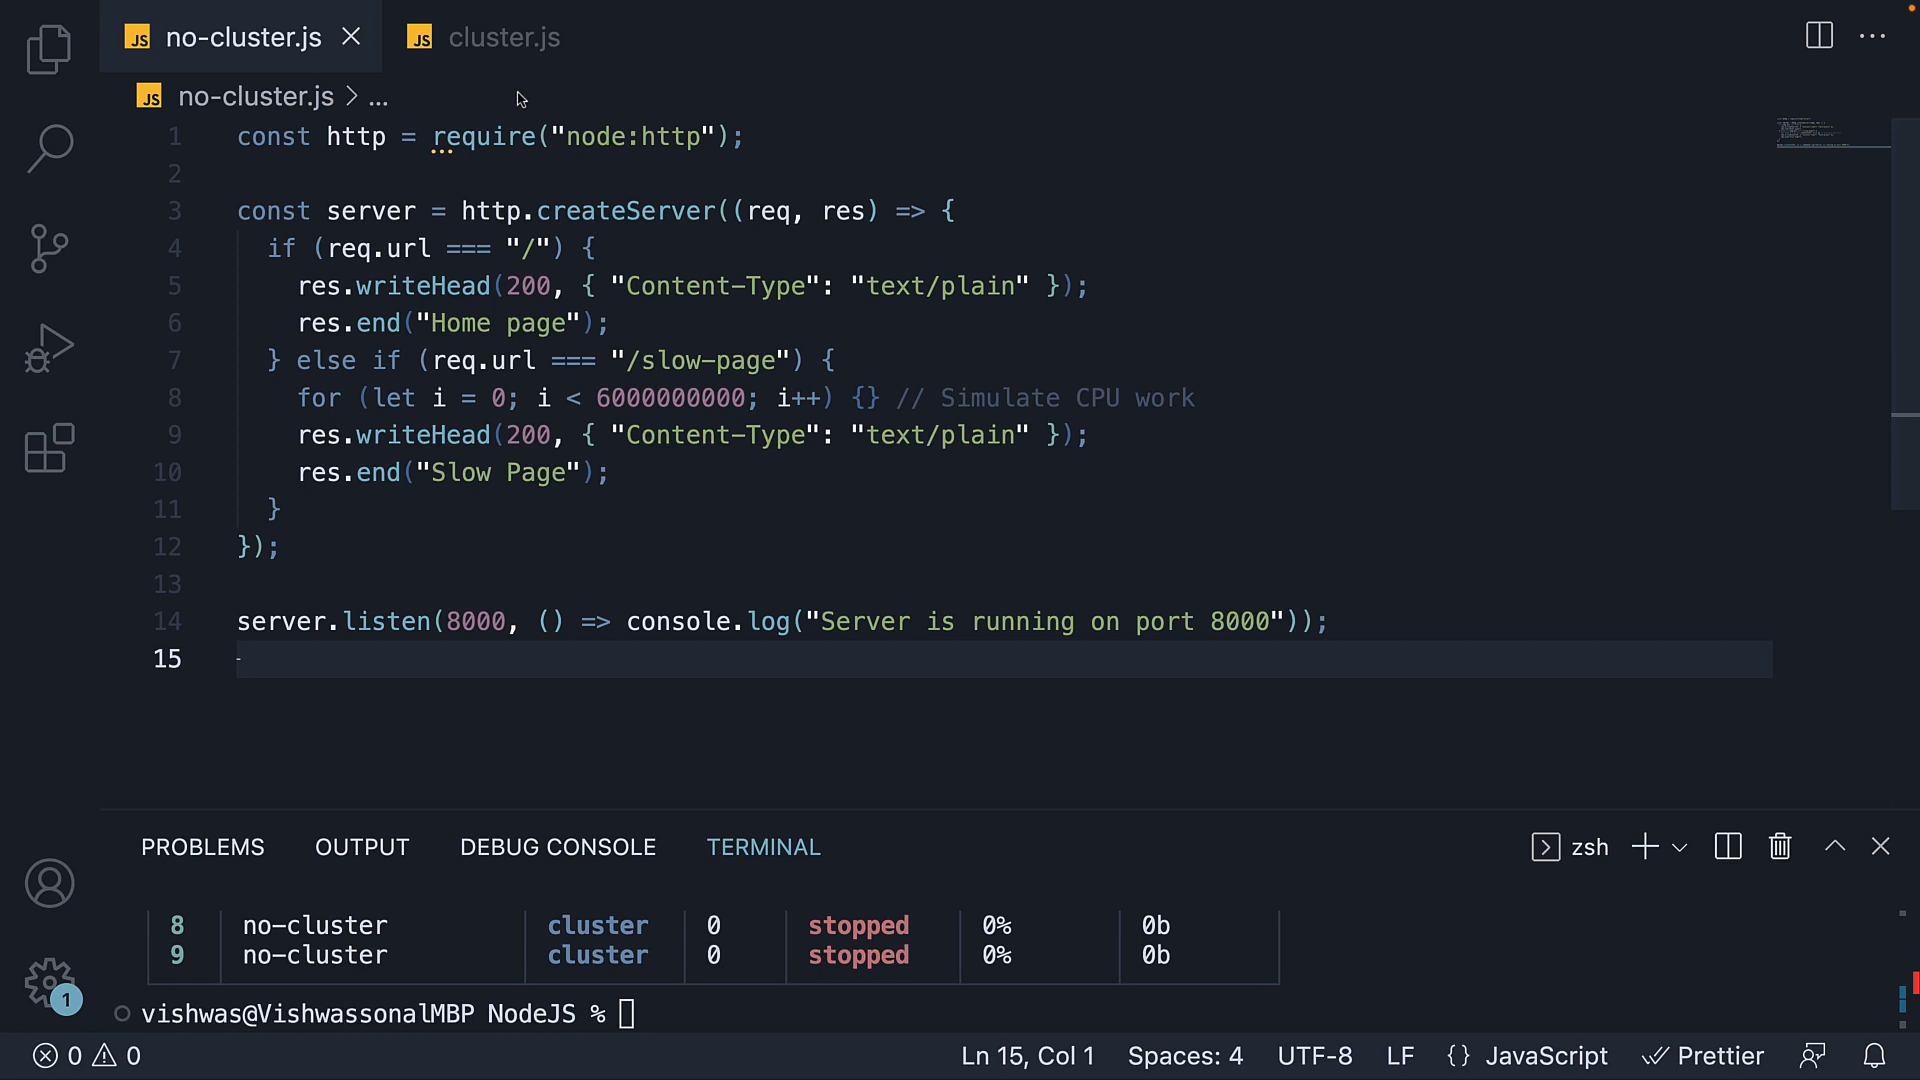 JS no-cluster.js JS cluster.js
JS no-cluster.js > ...
1 const http = require("node:http");
2
3 const server = http.createServer((req, res) => {
4 if (req.url === "/") {
5 res.writeHead(200, { "Content-Type": "text/plain" });
6 res.end("Home page");
7 } else if (req.url === "/slow-page") {
8 for (let i = 0; i < 6000000000; i++) {} // Simulate CPU work
9 res.writeHead(200, { "Content-Type": "text/plain" });
10 res.end("Slow Page");
11 }
12 });
13
14 server.listen(8000, () => console.log("Server is running on port 8000"));
15
PROBLEMS OUTPUT DEBUG CONSOLE TERMINAL zsh
8 no-cluster cluster 0 stopped 0% 0b
9 no-cluster cluster 0 stopped 0% 0b
vishwas@VishwassonalMBP NodeJS %
1
0 0 Ln 15, Col 1 Spaces: 4 UTF-8 LF {} JavaScript Prettier